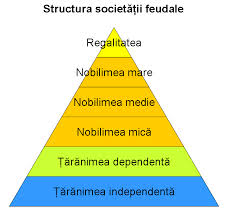 Structura societății feudale
Regalitatea
Nobilimea mare
Nobilimea medie
Nobilimea mică
Țărănimea dependentă
Țărănimea independentă